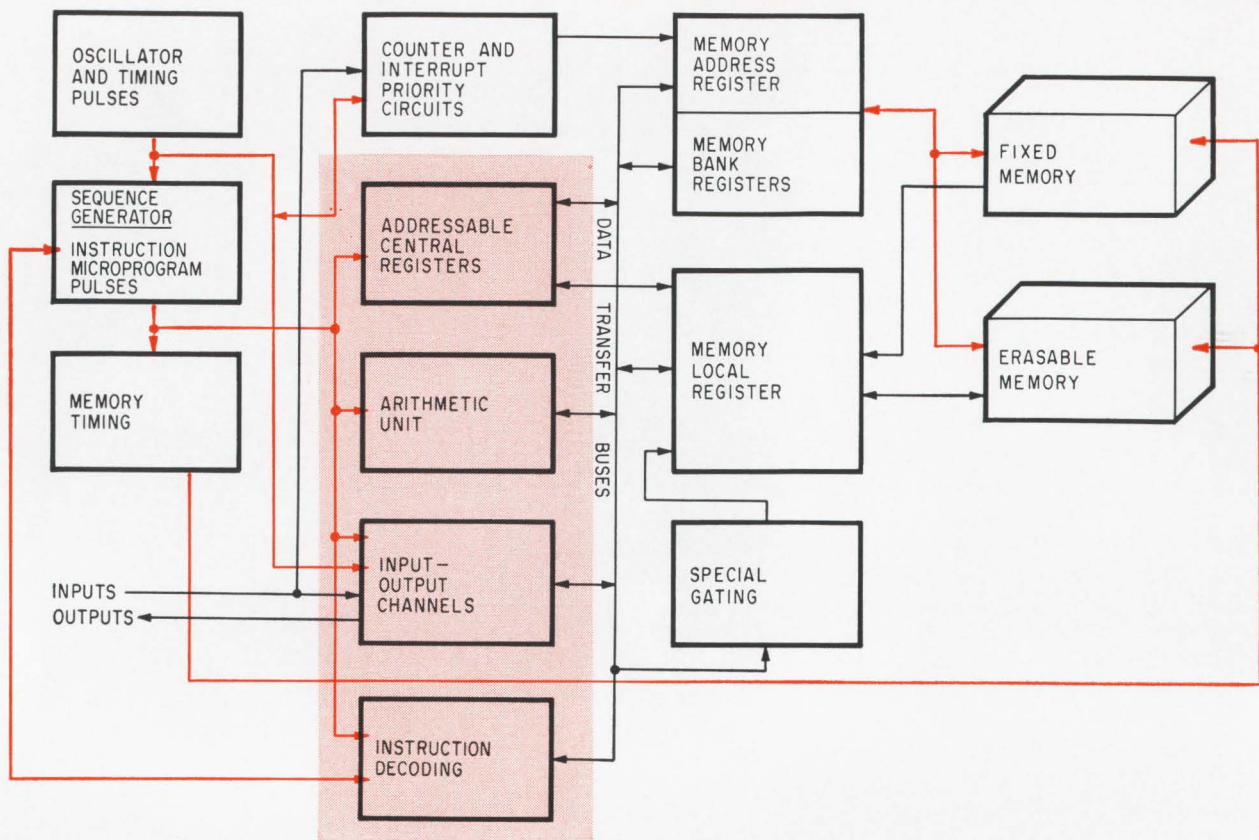 OSCILLATOR
AND TIMING
PULSES
COUNTER AND
INTERRUPT
PRIORITY
CIRCUITS
MEMORY
ADDRESS
REGISTER
MEMORY
BANK
REGISTERS
FIXED
MEMORY
SEQUENCE
GENERATOR
INSTRUCTION
MICROPROGRAM
PULSES
ADDRESSABLE
CENTRAL
REGISTERS
DATA
TRANSFER
BUSES
MEMORY
LOCAL
REGISTER
ERASABLE
MEMORY
MEMORY
TIMING
ARITHMETIC
UNIT
INPUTS
OUTPUTS
INPUT-
OUTPUT
CHANNELS
SPECIAL
GATING
INSTRUCTION
DECODING